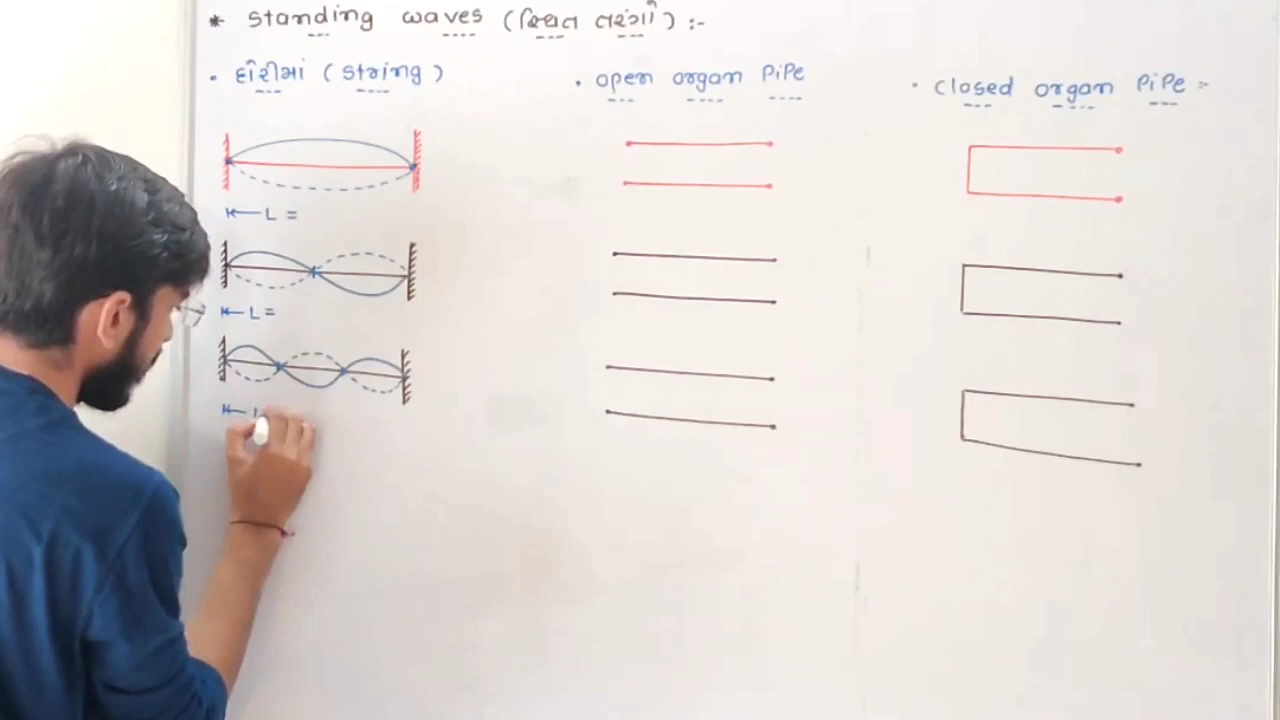 * Standing waves (સ્થિત તરંગો) :-
• દોરીમાં (string)
• open organ PiPe
• closed organ PiPe :-
L =
L =
L